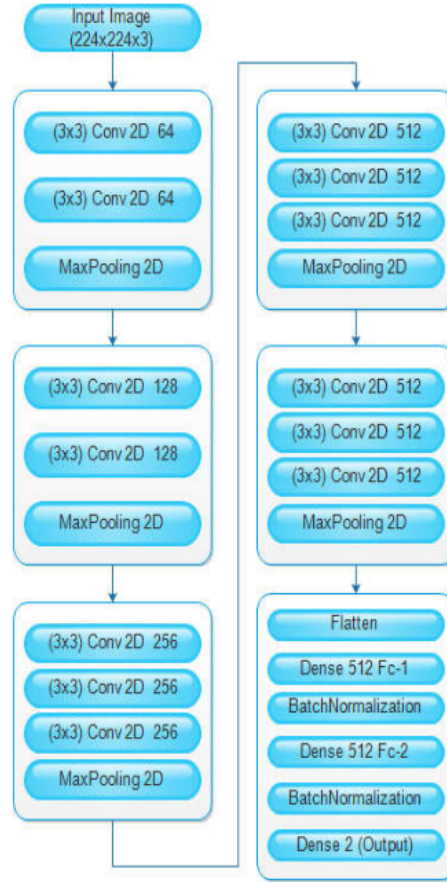 Input Image
(224x224x3)
(3x3) Conv 2D 64
(3x3) Conv 2D 64
MaxPooling 2D
(3x3) Conv 2D 128
(3x3) Conv 2D 128
MaxPooling 2D
(3x3) Conv 2D 256
(3x3) Conv 2D 256
(3x3) Conv 2D 256
MaxPooling 2D
(3x3) Conv 2D 512
(3x3) Conv 2D 512
(3x3) Conv 2D 512
MaxPooling 2D
(3x3) Conv 2D 512
(3x3) Conv 2D 512
(3x3) Conv 2D 512
MaxPooling 2D
Flatten
Dense 512 Fc-1
BatchNormalization
Dense 512 Fc-2
BatchNormalization
Dense 2 (Output)